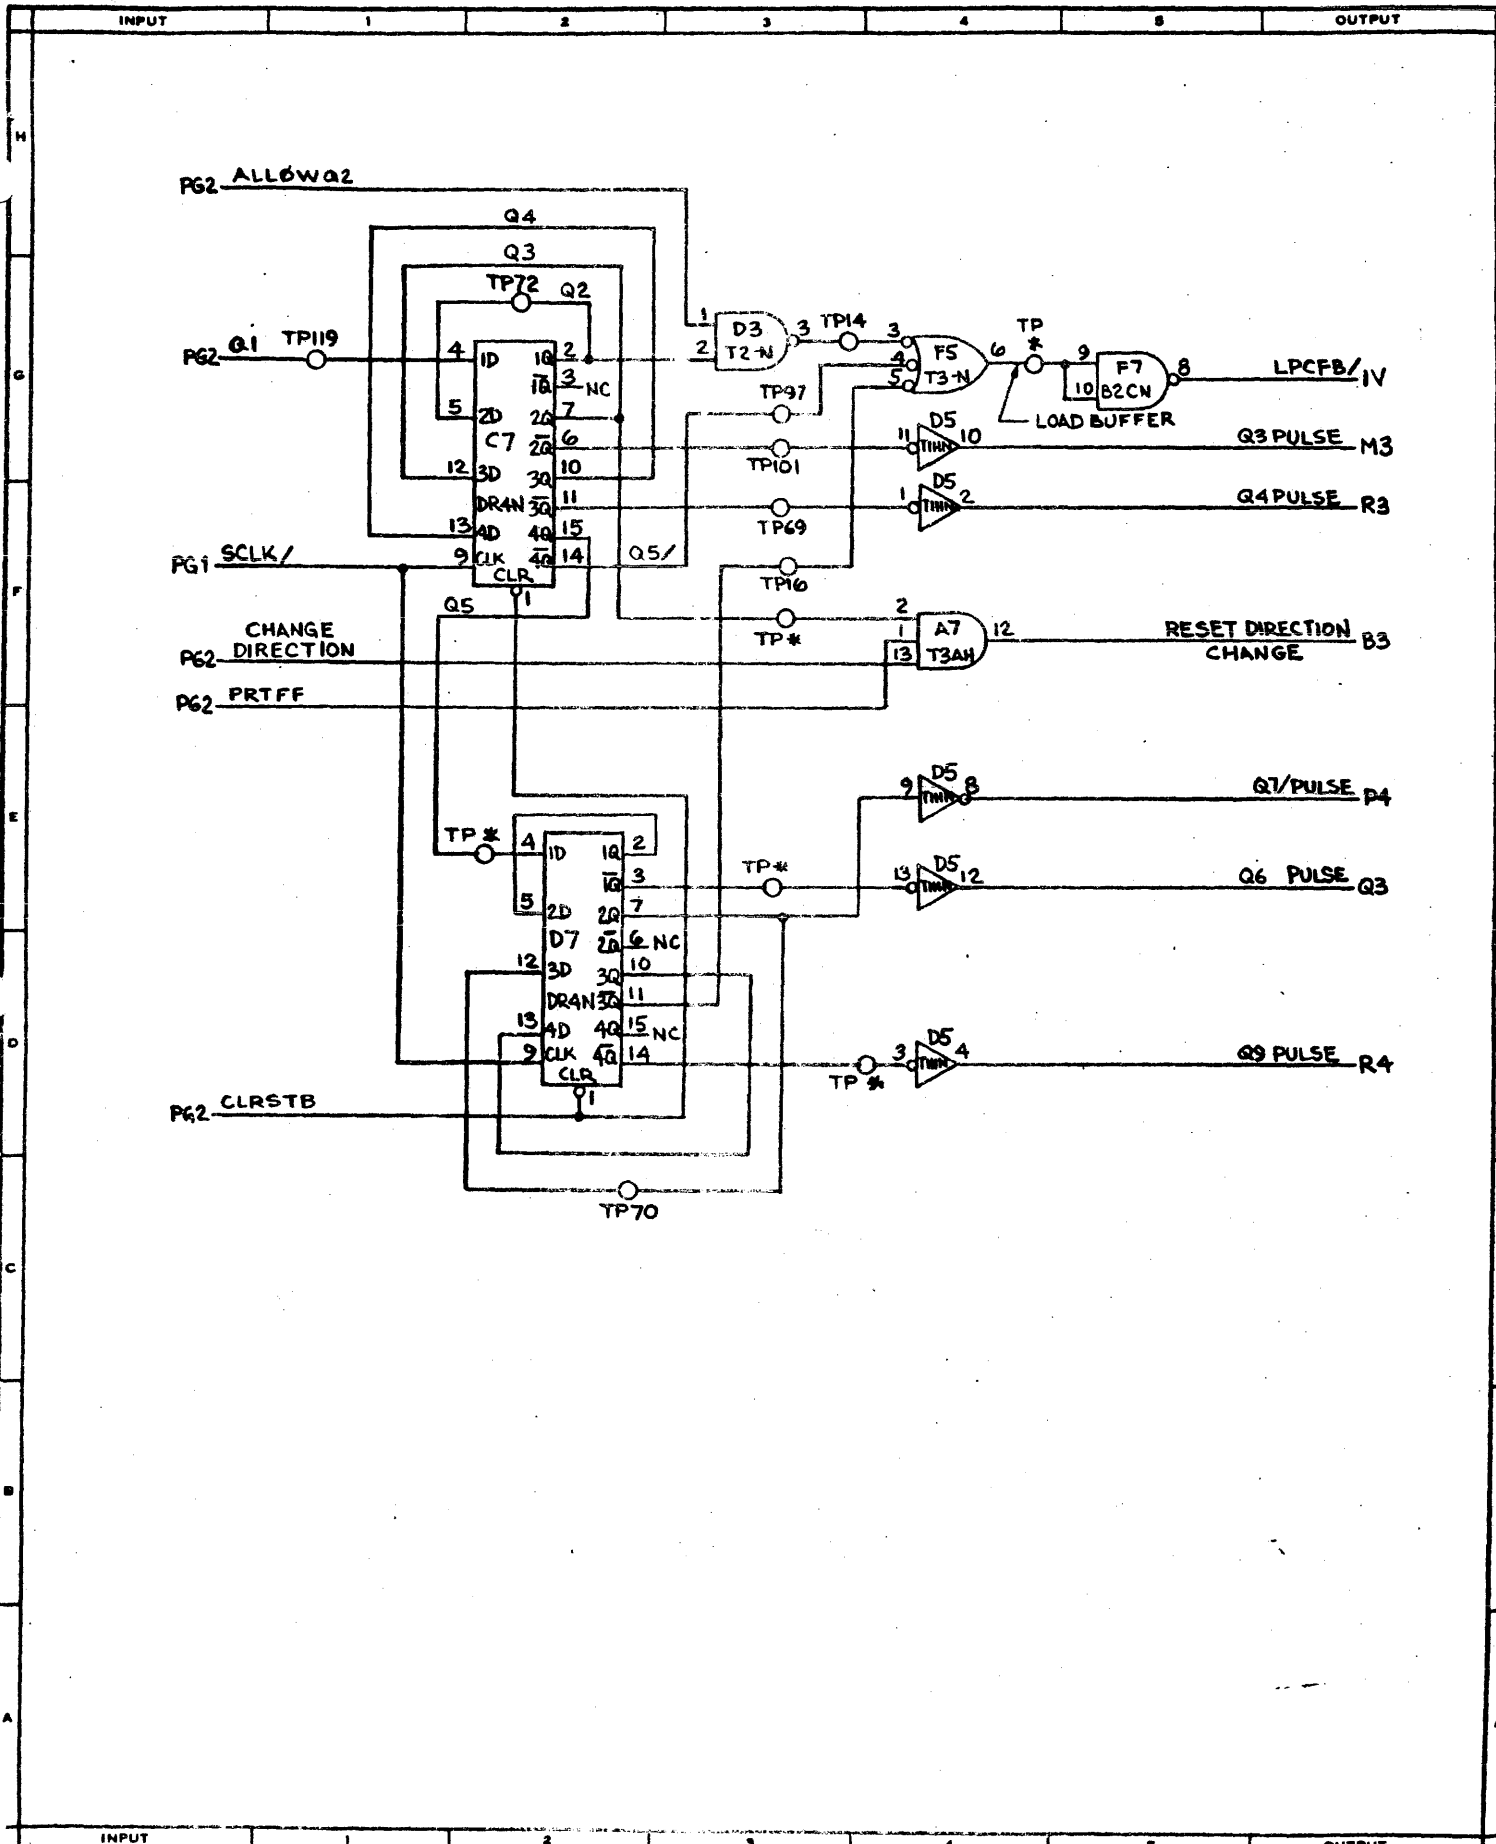 INPUT 1 2 3 4 5 OUTPUT
H
PG2 ALLØWQ2
Q4
G
Q3
TP72 Q2
PG2 Q1 TP119
4 1D 1Q 2
1Q 3 NC
5 2D 2Q 7
C7 2Q 6
12 3D 3Q 10
DR4N 3Q 11
13 4D 4Q 15
9 CLK 4Q 14
CLR
1
1 D3 3
2 T2-N
TP14
3 F5 6
4 T3-N
5
TP
*
9 F7 8
10 B2CN
LPCFB/ 1V
LOAD BUFFER
TP97
TP101
D5
11 TIHN 10
Q3 PULSE M3
D5
1 TIHN 2
Q4 PULSE R3
TP69
PG1 SCLK/
Q5/
TP16
F
Q5
CHANGE
PG2 DIRECTION
TP*
2 A7 12
1
13 T3AH
RESET DIRECTION B3
CHANGE
PG2 PRTFF
E
D5
9 TIHN 8
Q7/PULSE P4
TP*
4 1D 1Q 2
1Q 3
5 2D 2Q 7
D7 2Q 6 NC
12 3D 3Q 10
DR4N 3Q 11
13 4D 4Q 15 NC
9 CLK 4Q 14
CLR
1
TP*
D5
13 TIHN 12
Q6 PULSE Q3
D
TP*
D5
3 TIHN 4
Q9 PULSE R4
PG2 CLRSTB
TP70
C
B
A
INPUT 1 2